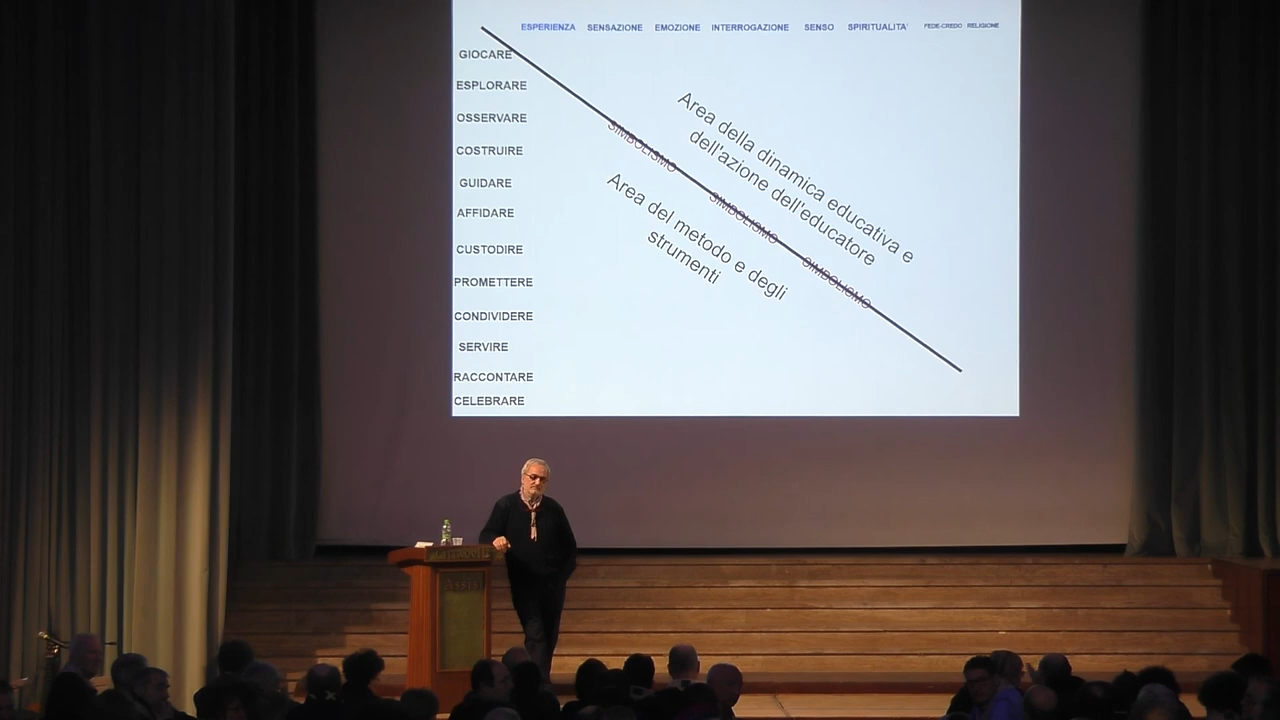 ESPERIENZA SENSAZIONE EMOZIONE INTERROGAZIONE SENSO SPIRITUALITA' FEDE-CREDO RELIGIONE
GIOCARE
ESPLORARE
OSSERVARE
COSTRUIRE
GUIDARE
AFFIDARE
CUSTODIRE
PROMETTERE
CONDIVIDERE
SERVIRE
RACCONTARE
CELEBRARE
Area della dinamica educativa e
dell'azione dell'educatore
SIMBOLISMO
SIMBOLISMO
SIMBOLISMO
Area del metodo e degli
strumenti
Assisi